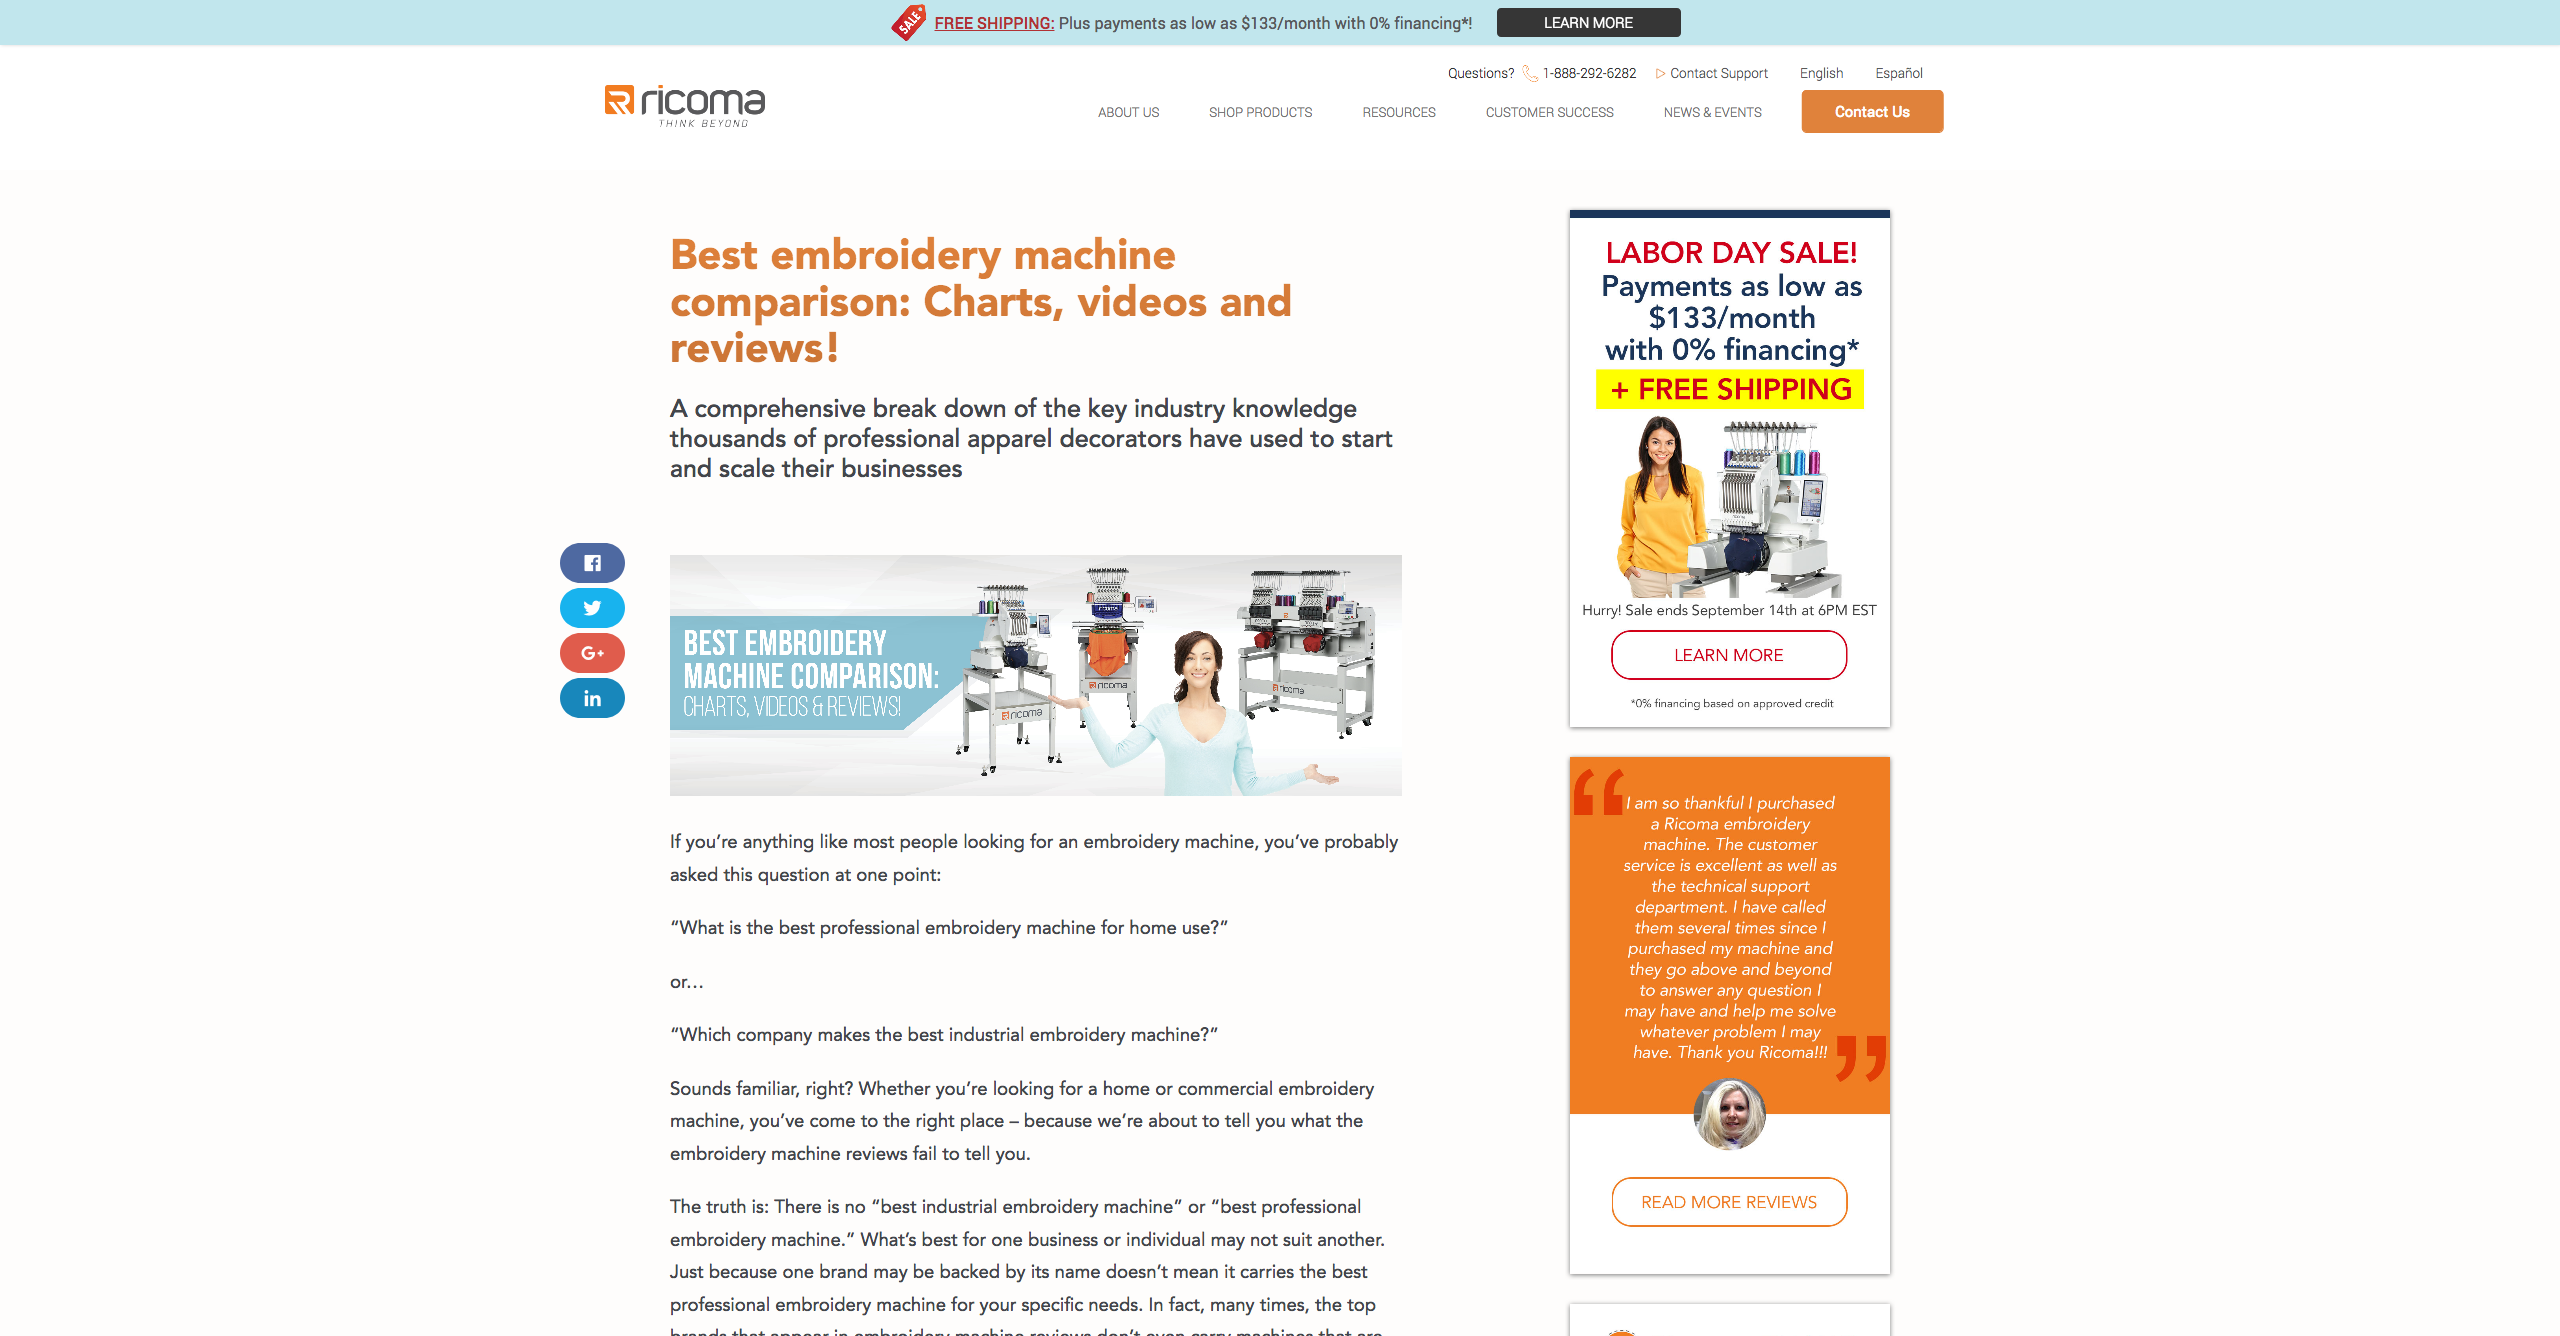 SALE
FREE SHIPPING: Plus payments as low as $133/month with 0% financing*!
LEARN MORE
Questions? 1-888-292-6282
Contact Support
English
Español
ricoma
THINK BEYOND
ABOUT US
SHOP PRODUCTS
RESOURCES
CUSTOMER SUCCESS
NEWS & EVENTS
Contact Us
Best embroidery machine
comparison: Charts, videos and
reviews!
A comprehensive break down of the key industry knowledge
thousands of professional apparel decorators have used to start
and scale their businesses
G+
in
BEST EMBROIDERY
MACHINE COMPARISON:
CHARTS, VIDEOS & REVIEWS!
ricoma
ricoma
ricoma
ricoma
If you’re anything like most people looking for an embroidery machine, you’ve probably
asked this question at one point:
“What is the best professional embroidery machine for home use?”
or…
“Which company makes the best industrial embroidery machine?”
Sounds familiar, right? Whether you’re looking for a home or commercial embroidery
machine, you’ve come to the right place – because we’re about to tell you what the
embroidery machine reviews fail to tell you.
The truth is: There is no “best industrial embroidery machine” or “best professional
embroidery machine.” What’s best for one business or individual may not suit another.
Just because one brand may be backed by its name doesn’t mean it carries the best
professional embroidery machine for your specific needs. In fact, many times, the top
brands that appear in embroidery machine reviews don’t even carry machines that are
LABOR DAY SALE!
Payments as low as
$133/month
with 0% financing*
+ FREE SHIPPING
Hurry! Sale ends September 14th at 6PM EST
LEARN MORE
*0% financing based on approved credit
“I am so thankful I purchased
a Ricoma embroidery
machine. The customer
service is excellent as well as
the technical support
department. I have called
them several times since I
purchased my machine and
they go above and beyond
to answer any question I
may have and help me solve
whatever problem I may
have. Thank you Ricoma!!!”
READ MORE REVIEWS